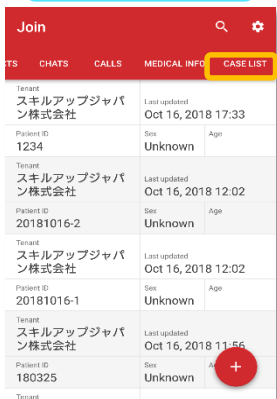 Join
CTS CHATS CALLS MEDICAL INFO CASE LIST
Tenant
スキルアップジャパ
ン株式会社
Last updated
Oct 16, 2018 17:33
Patient ID
1234
Sex
Unknown
Age
Tenant
スキルアップジャパ
ン株式会社
Last updated
Oct 16, 2018 12:02
Patient ID
20181016-2
Sex
Unknown
Age
Tenant
スキルアップジャパ
ン株式会社
Last updated
Oct 16, 2018 12:02
Patient ID
20181016-1
Sex
Unknown
Age
Tenant
スキルアップジャパ
ン株式会社
Last updated
Oct 16, 2018 11:56
Patient ID
180325
Sex
Unknown
Tenant